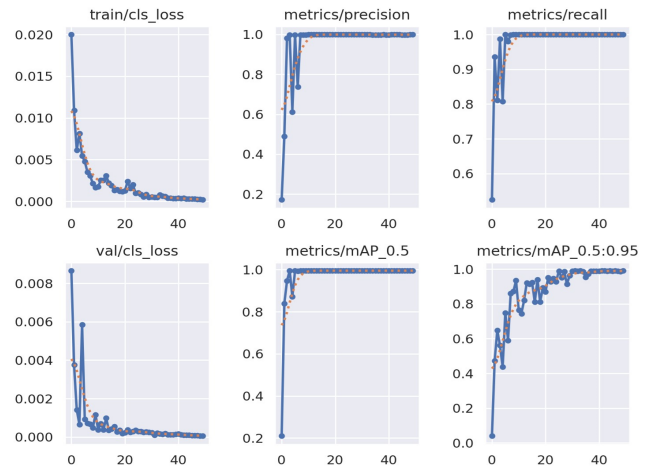 train/cls_loss
0.020
0.015
0.010
0.005
0.000
0 20 40
metrics/precision
1.0
0.8
0.6
0.4
0.2
0 20 40
metrics/recall
1.0
0.9
0.8
0.7
0.6
0 20 40
val/cls_loss
0.008
0.006
0.004
0.002
0.000
0 20 40
metrics/mAP_0.5
1.0
0.8
0.6
0.4
0.2
0 20 40
metrics/mAP_0.5:0.95
1.0
0.8
0.6
0.4
0.2
0.0
0 20 40